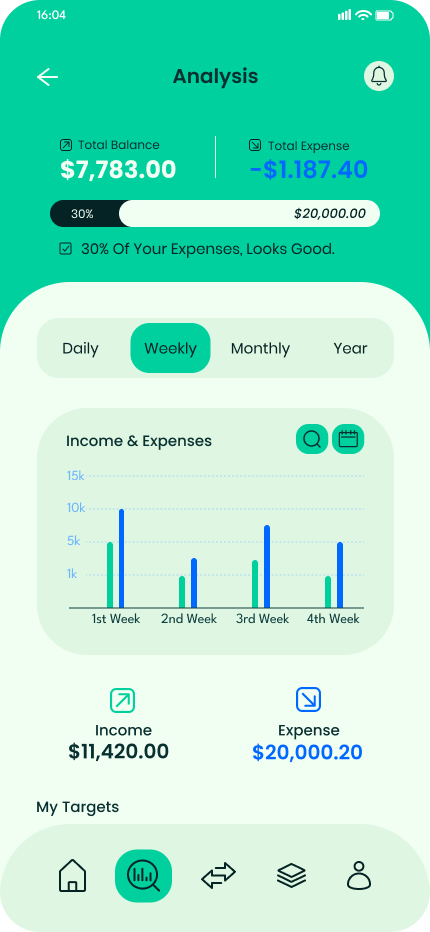 16:04
Analysis
Total Balance
$7,783.00
Total Expense
-$1.187.40
30%
$20,000.00
30% Of Your Expenses, Looks Good.
Daily
Weekly
Monthly
Year
Income & Expenses
15k
10k
5k
1k
1st Week
2nd Week
3rd Week
4th Week
Income
$11,420.00
Expense
$20,000.20
My Targets